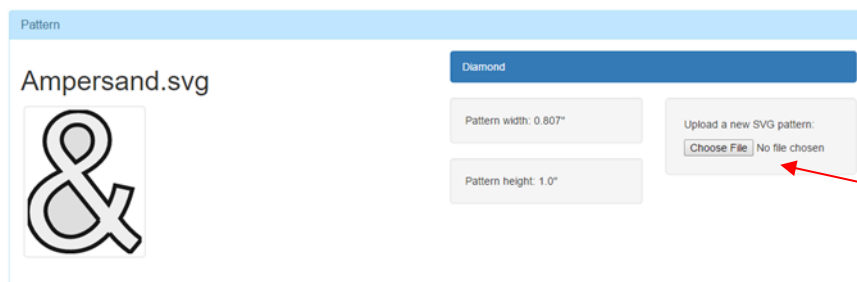 Pattern
Ampersand.svg
Diamond
Pattern width: 0.807"
Upload a new SVG pattern:
Choose File No file chosen
Pattern height: 1.0"
&